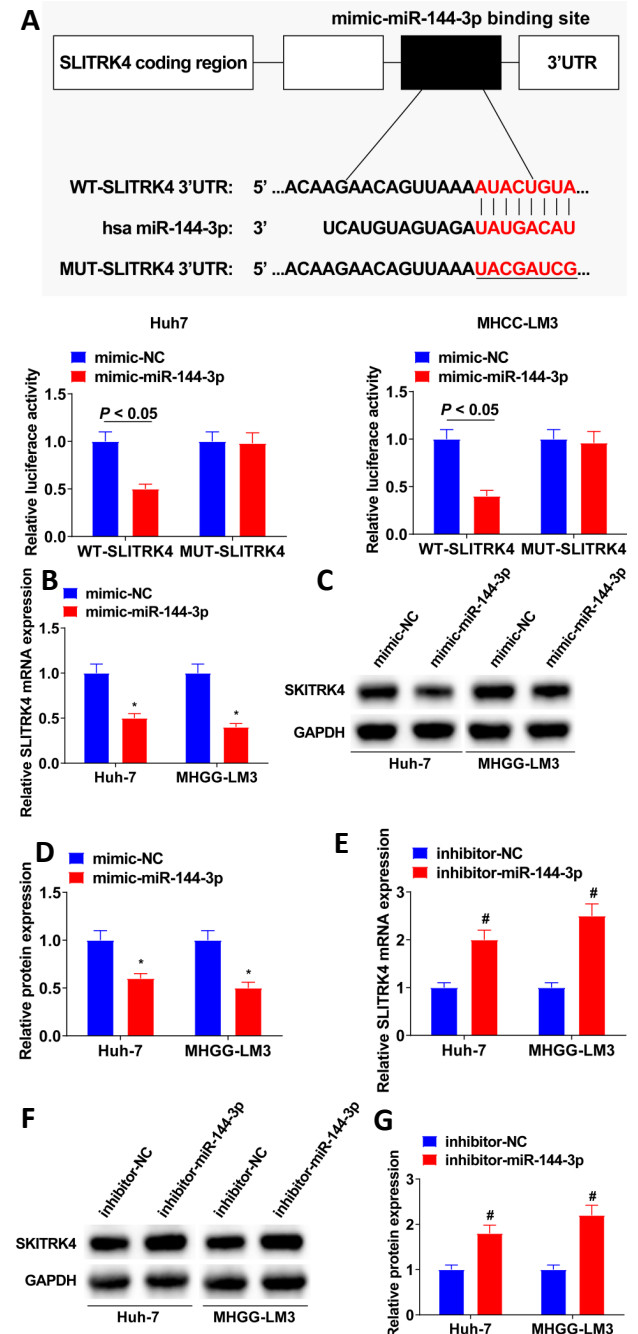 A
mimic-miR-144-3p binding site
SLITRK4 coding region
3'UTR
WT-SLITRK4 3'UTR: 5' ...ACAAGAACAGUUAAAAUACUGUA...
hsa miR-144-3p: 3' UCAUGUAGUAGAUAUGACAU
MUT-SLITRK4 3'UTR: 5' ...ACAAGAACAGUUAAAUACGAUCG...
Huh7
mimic-NC
mimic-miR-144-3p
Relative luciferace activity
1.5
1.0
0.5
0.0
P < 0.05
WT-SLITRK4 MUT-SLITRK4
MHCC-LM3
mimic-NC
mimic-miR-144-3p
Relative luciferace activity
1.5
1.0
0.5
0.0
P < 0.05
WT-SLITRK4 MUT-SLITRK4
B
mimic-NC
mimic-miR-144-3p
Relative SLITRK4 mRNA expression
1.5
1.0
0.5
0.0
*
*
Huh-7 MHGG-LM3
C
mimic-NC
mimic-miR-144-3p
mimic-NC
mimic-miR-144-3p
SKITRK4
GAPDH
Huh-7 MHGG-LM3
D
mimic-NC
mimic-miR-144-3p
Relative protein expression
1.5
1.0
0.5
0.0
*
*
Huh-7 MHGG-LM3
E
inhibitor-NC
inhibitor-miR-144-3p
Relative SLITRK4 mRNA expression
3
2
1
0
#
#
Huh-7 MHGG-LM3
F
inhibitor-NC
inhibitor-miR-144-3p
inhibitor-NC
inhibitor-miR-144-3p
SKITRK4
GAPDH
Huh-7 MHGG-LM3
G
inhibitor-NC
inhibitor-miR-144-3p
Relative protein expression
3
2
1
0
#
#
Huh-7 MHGG-LM3